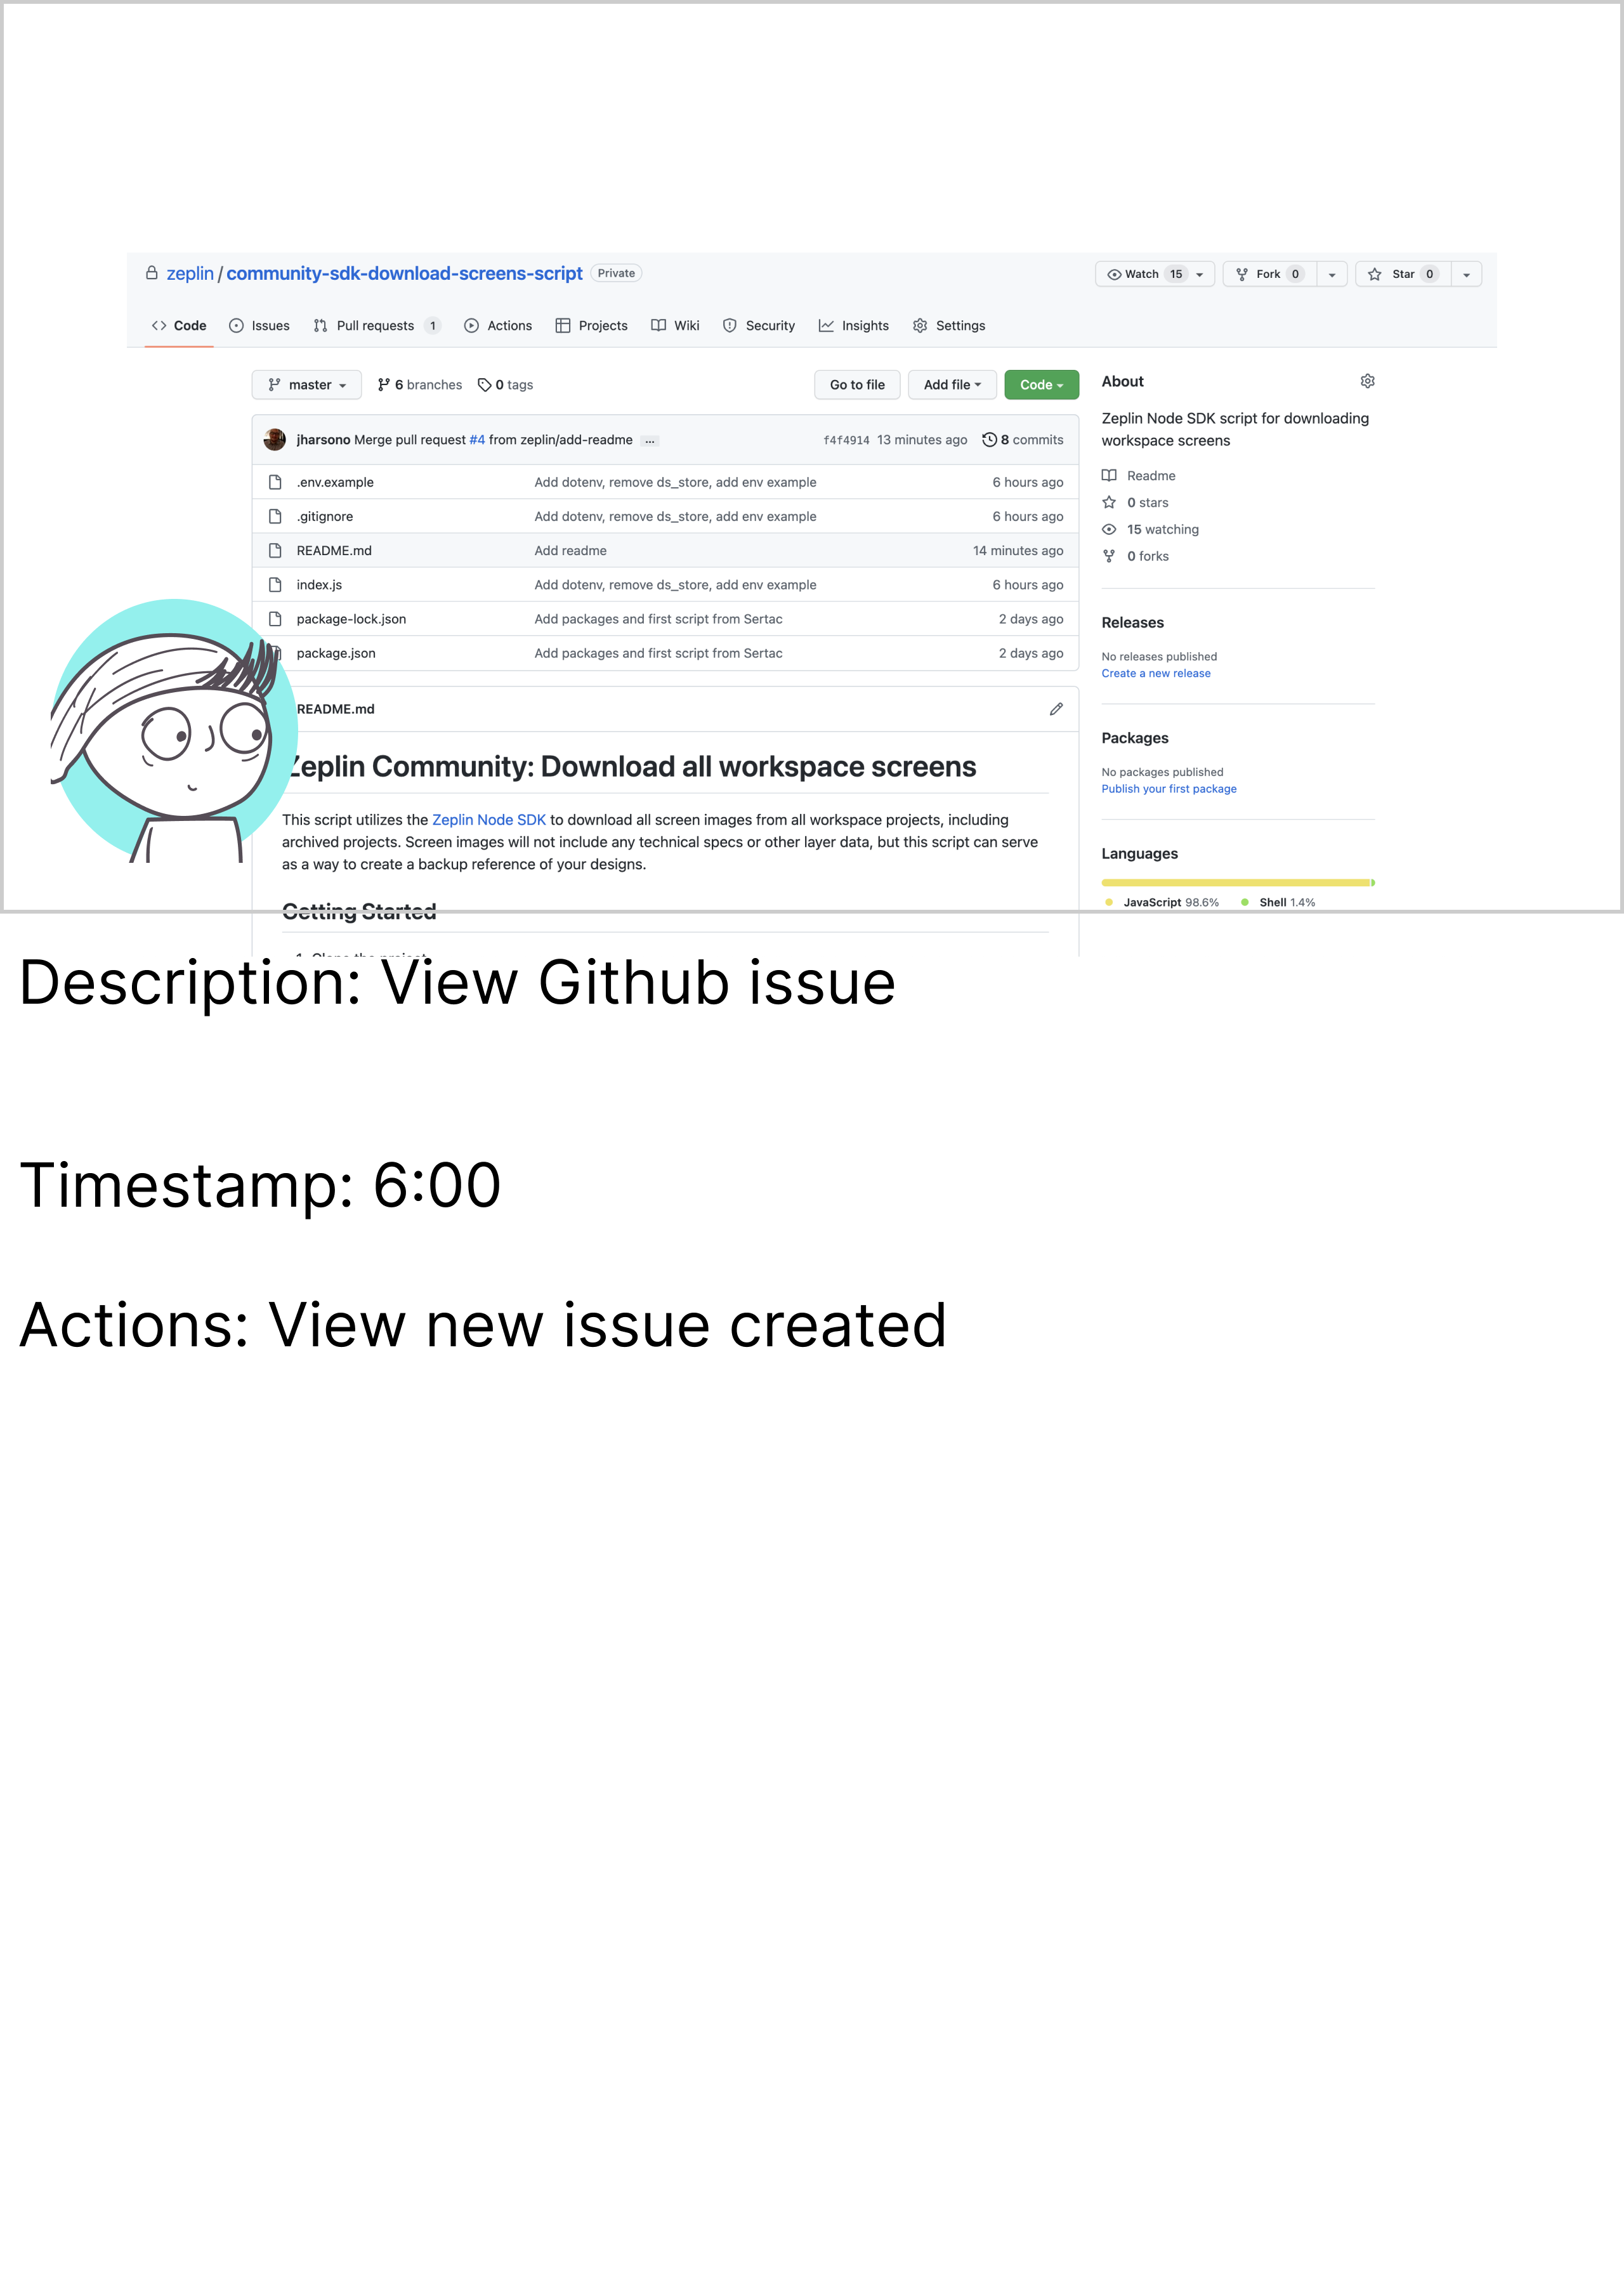 zeplin / community-sdk-download-screens-script Private
Watch 15 Fork 0 Star 0
Code Issues Pull requests 1 Actions Projects Wiki Security Insights Settings
master 6 branches 0 tags Go to file Add file Code
jharsono Merge pull request #4 from zeplin/add-readme ... f4f4914 13 minutes ago 8 commits
.env.example Add dotenv, remove ds_store, add env example 6 hours ago
.gitignore Add dotenv, remove ds_store, add env example 6 hours ago
README.md Add readme 14 minutes ago
index.js Add dotenv, remove ds_store, add env example 6 hours ago
package-lock.json Add packages and first script from Sertac 2 days ago
package.json Add packages and first script from Sertac 2 days ago
README.md
Zeplin Community: Download all workspace screens
This script utilizes the Zeplin Node SDK to download all screen images from all workspace projects, including
archived projects. Screen images will not include any technical specs or other layer data, but this script can serve
as a way to create a backup reference of your designs.
Getting Started
1. Clone the project
About
Zeplin Node SDK script for downloading
workspace screens
Readme
0 stars
15 watching
0 forks
Releases
No releases published
Create a new release
Packages
No packages published
Publish your first package
Languages
JavaScript 98.6% Shell 1.4%
Description: View Github issue
Timestamp: 6:00
Actions: View new issue created